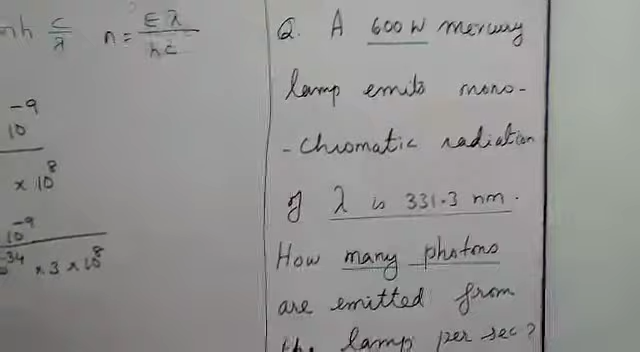 nh C/λ n = Eλ/hc
10^-9
x 10^8
10^-9
-34 x 3 x 10^8
Q. A 600 W mercury
lamp emits mono-
- chromatic radiation
of λ is 331.3 nm.
How many photons
are emitted from
the lamp per sec?